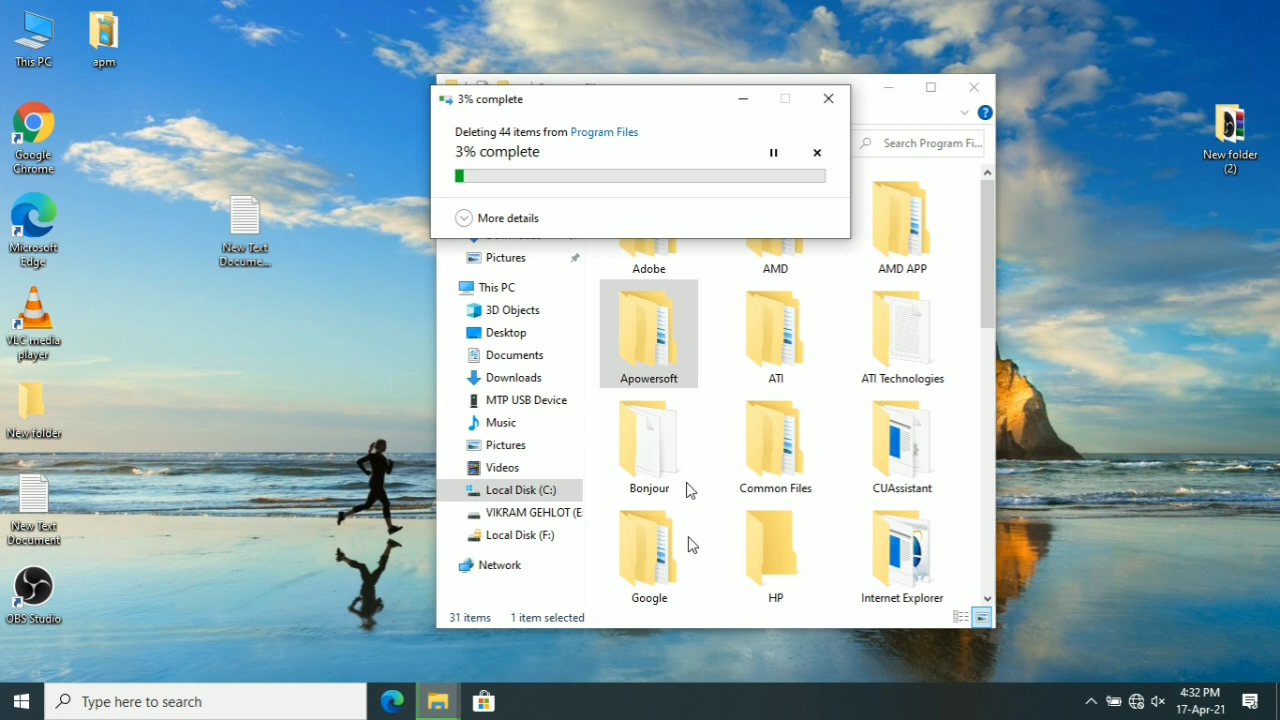 This PC
apm
Google
Chrome
Microsoft
Edge
New Text
Docume...
VLC media
player
New folder
New Text
Document
OBS Studio
New folder
(2)
3% complete
Deleting 44 items from Program Files
3% complete
More details
Search Program Fi...
Pictures
This PC
3D Objects
Desktop
Documents
Downloads
MTP USB Device
Music
Pictures
Videos
Local Disk (C:)
VIKRAM GEHLOT (E
Local Disk (F:)
Network
Adobe
AMD
AMD APP
Apowersoft
ATI
ATI Technologies
Bonjour
Common Files
CUAssistant
Google
HP
Internet Explorer
31 items
1 item selected
Type here to search
4:32 PM
17-Apr-21